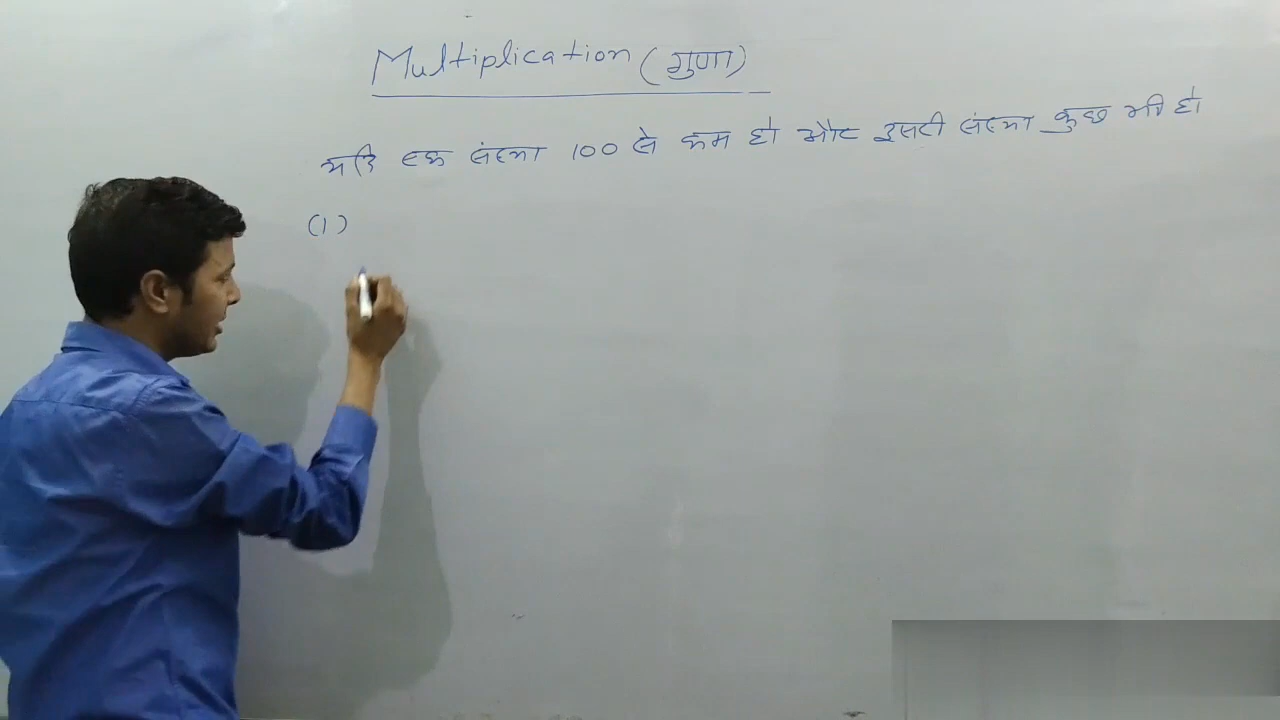 Multiplication (गुणा)
यदि एक संख्या 100 से कम हो और दूसरी संख्या कुछ भी हो
(1)